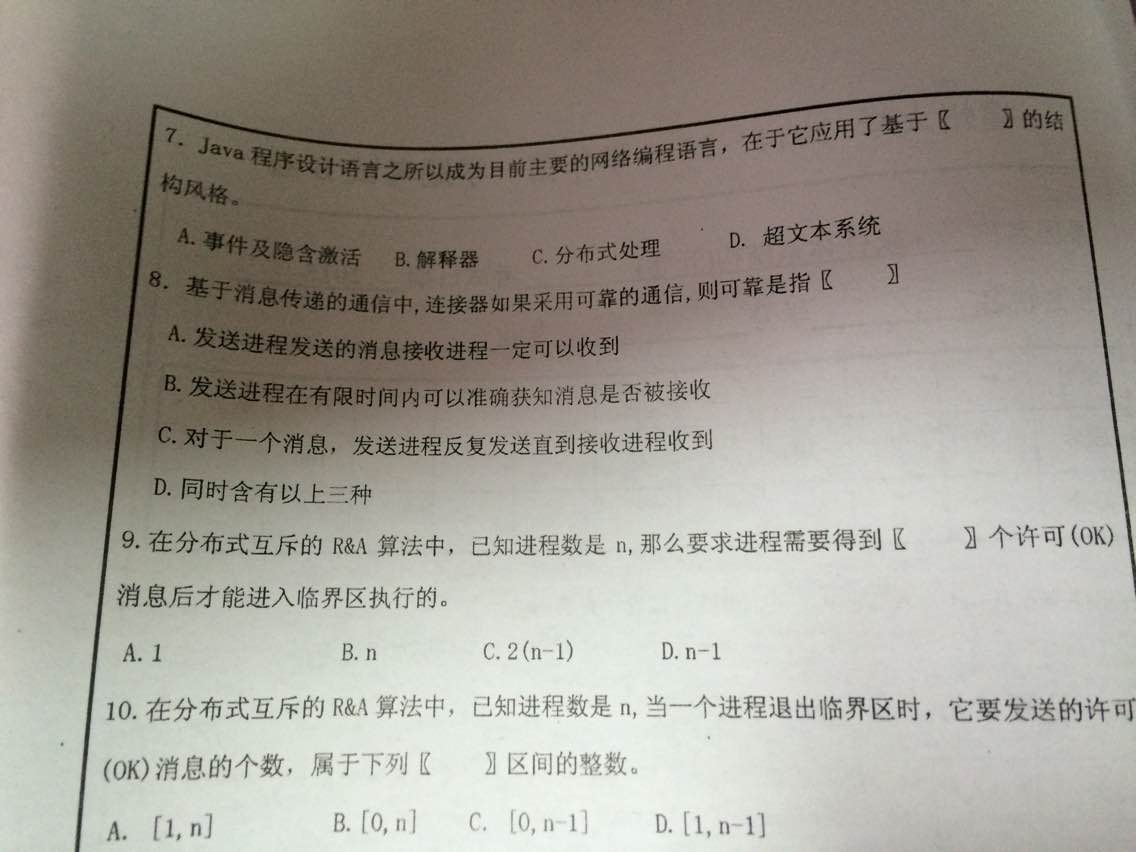 7. Java 程序设计语言之所以成为目前主要的网络编程语言，在于它应用了基于〖　　〗的结
构风格。
A.事件及隐含激活　B.解释器　C.分布式处理　D. 超文本系统
8. 基于消息传递的通信中,连接器如果采用可靠的通信,则可靠是指〖　　〗
A.发送进程发送的消息接收进程一定可以收到
B.发送进程在有限时间内可以准确获知消息是否被接收
C.对于一个消息，发送进程反复发送直到接收进程收到
D.同时含有以上三种
9.在分布式互斥的 R&A 算法中，已知进程数是 n,那么要求进程需要得到〖　　〗个许可(OK)
消息后才能进入临界区执行的。
A.1　B.n　C.2(n-1)　D.n-1
10.在分布式互斥的 R&A 算法中，已知进程数是 n,当一个进程退出临界区时，它要发送的许可
(OK)消息的个数，属于下列〖　　〗区间的整数。
A. [1,n]　B.[0,n]　C. [0,n-1]　D.[1,n-1]